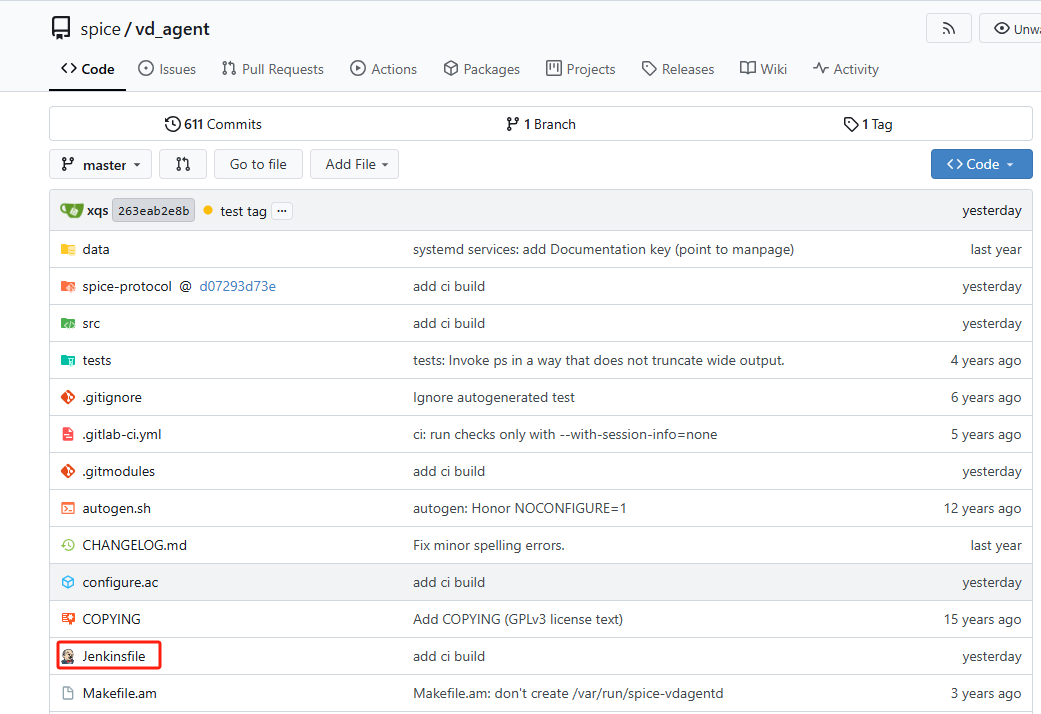 spice / vd_agent
Unwa
Code Issues Pull Requests Actions Packages Projects Releases Wiki Activity
611 Commits 1 Branch 1 Tag
master Go to file Add File Code
xqs 263eab2e8b test tag ... yesterday
data systemd services: add Documentation key (point to manpage) last year
spice-protocol @ d07293d73e add ci build yesterday
src add ci build yesterday
tests tests: Invoke ps in a way that does not truncate wide output. 4 years ago
.gitignore Ignore autogenerated test 6 years ago
.gitlab-ci.yml ci: run checks only with --with-session-info=none 5 years ago
.gitmodules add ci build yesterday
autogen.sh autogen: Honor NOCONFIGURE=1 12 years ago
CHANGELOG.md Fix minor spelling errors. last year
configure.ac add ci build yesterday
COPYING Add COPYING (GPLv3 license text) 15 years ago
Jenkinsfile add ci build yesterday
Makefile.am Makefile.am: don't create /var/run/spice-vdagentd 3 years ago